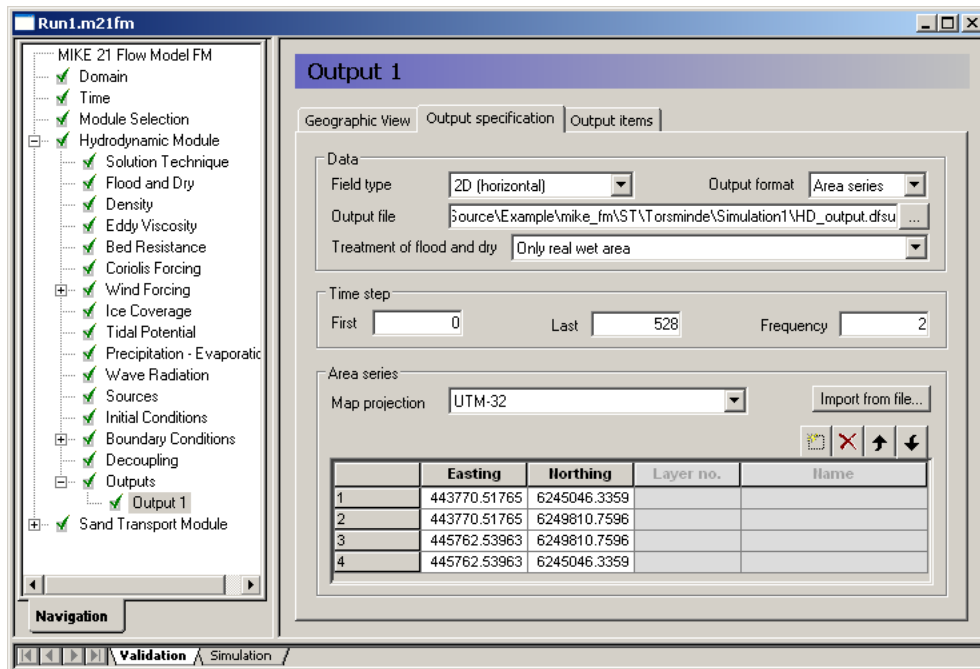 Run1.m21fm
MIKE 21 Flow Model FM
Domain
Time
Module Selection
Hydrodynamic Module
Solution Technique
Flood and Dry
Density
Eddy Viscosity
Bed Resistance
Coriolis Forcing
Wind Forcing
Ice Coverage
Tidal Potential
Precipitation - Evaporatic
Wave Radiation
Sources
Initial Conditions
Boundary Conditions
Decoupling
Outputs
Output 1
Sand Transport Module
Navigation
Output 1
Geographic View Output specification Output items
Data
Field type 2D (horizontal) Output format Area series
Output file Source\Example\mike_fm\ST\Torsminde\Simulation1\HD_output.dfsu ...
Treatment of flood and dry Only real wet area
Time step
First 0 Last 528 Frequency 2
Area series
Map projection UTM-32 Import from file...
Easting Northing Layer no. Name
1 443770.51765 6245046.3359
2 443770.51765 6249810.7596
3 445762.53963 6249810.7596
4 445762.53963 6245046.3359
Validation Simulation